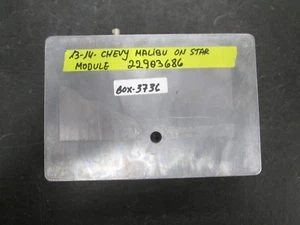 13-14- CHEVY MALIBU ON STAR
MODULE 22903686
BOX-3736